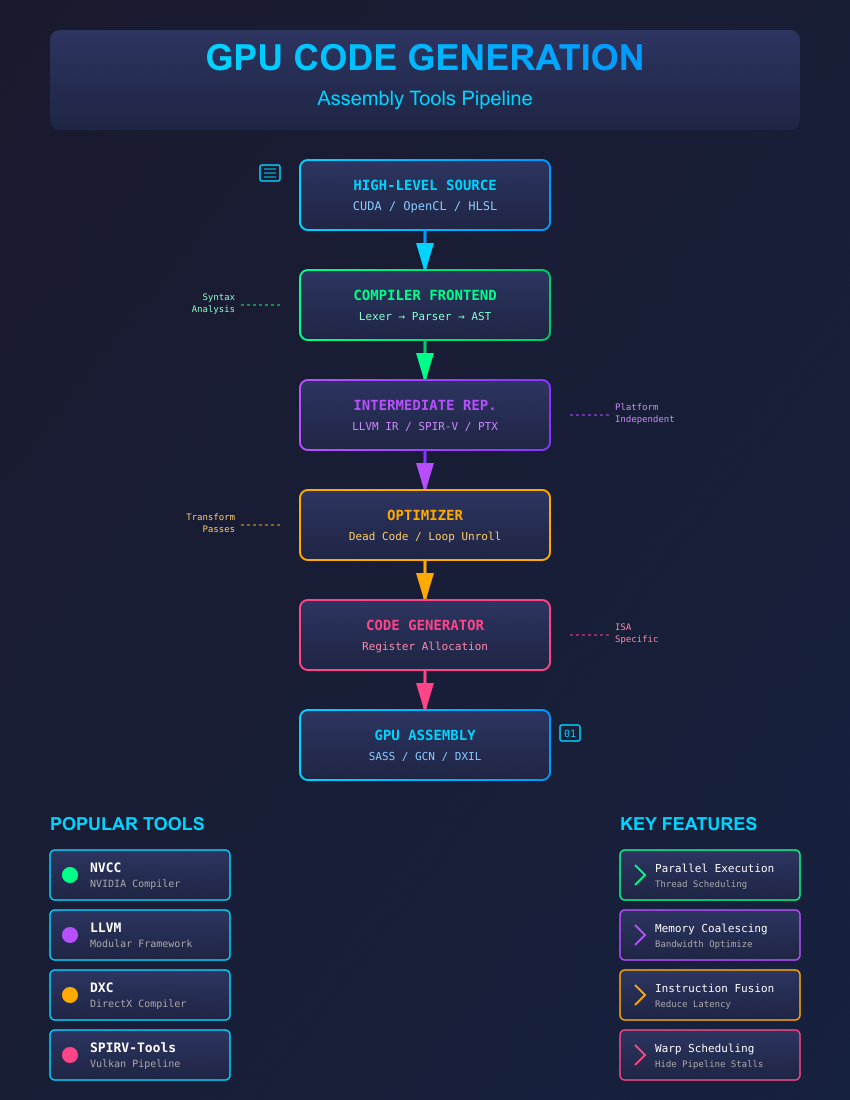 GPU CODE GENERATION
Assembly Tools Pipeline
HIGH-LEVEL SOURCE
CUDA / OpenCL / HLSL
COMPILER FRONTEND
Lexer → Parser → AST
Syntax
Analysis
INTERMEDIATE REP.
LLVM IR / SPIR-V / PTX
Platform
Independent
OPTIMIZER
Dead Code / Loop Unroll
Transform
Passes
CODE GENERATOR
Register Allocation
ISA
Specific
GPU ASSEMBLY
SASS / GCN / DXIL
01
POPULAR TOOLS
NVCC
NVIDIA Compiler
LLVM
Modular Framework
DXC
DirectX Compiler
SPIRV-Tools
Vulkan Pipeline
KEY FEATURES
Parallel Execution
Thread Scheduling
Memory Coalescing
Bandwidth Optimize
Instruction Fusion
Reduce Latency
Warp Scheduling
Hide Pipeline Stalls